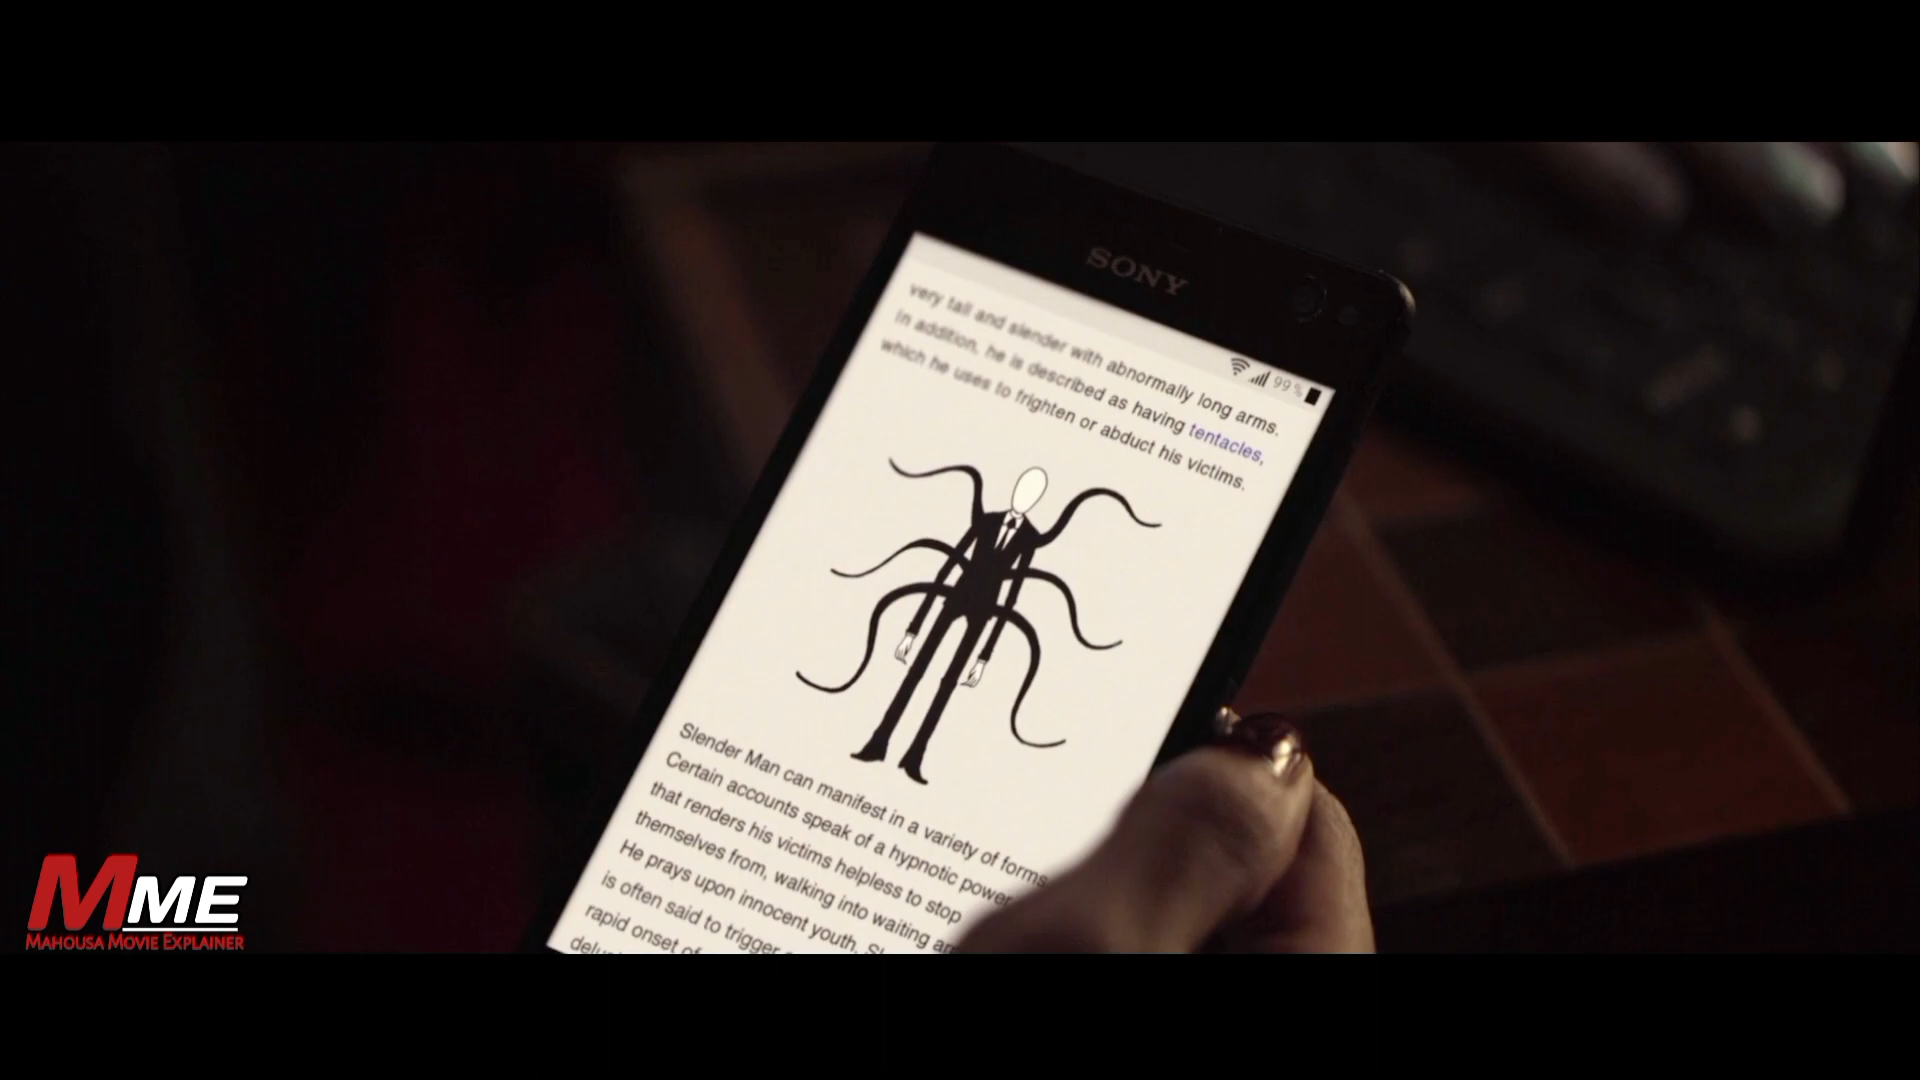 SONY
99%
very tall and slender with abnormally long arms.
In addition, he is described as having tentacles,
which he uses to frighten or abduct his victims.
Slender Man can manifest in a variety of forms
Certain accounts speak of a hypnotic power
that renders his victims helpless to stop
themselves from, walking into waiting
He prays upon innocent youth.
is often said to trigger
rapid onset of
MME
MAHOUSA MOVIE EXPLAINER